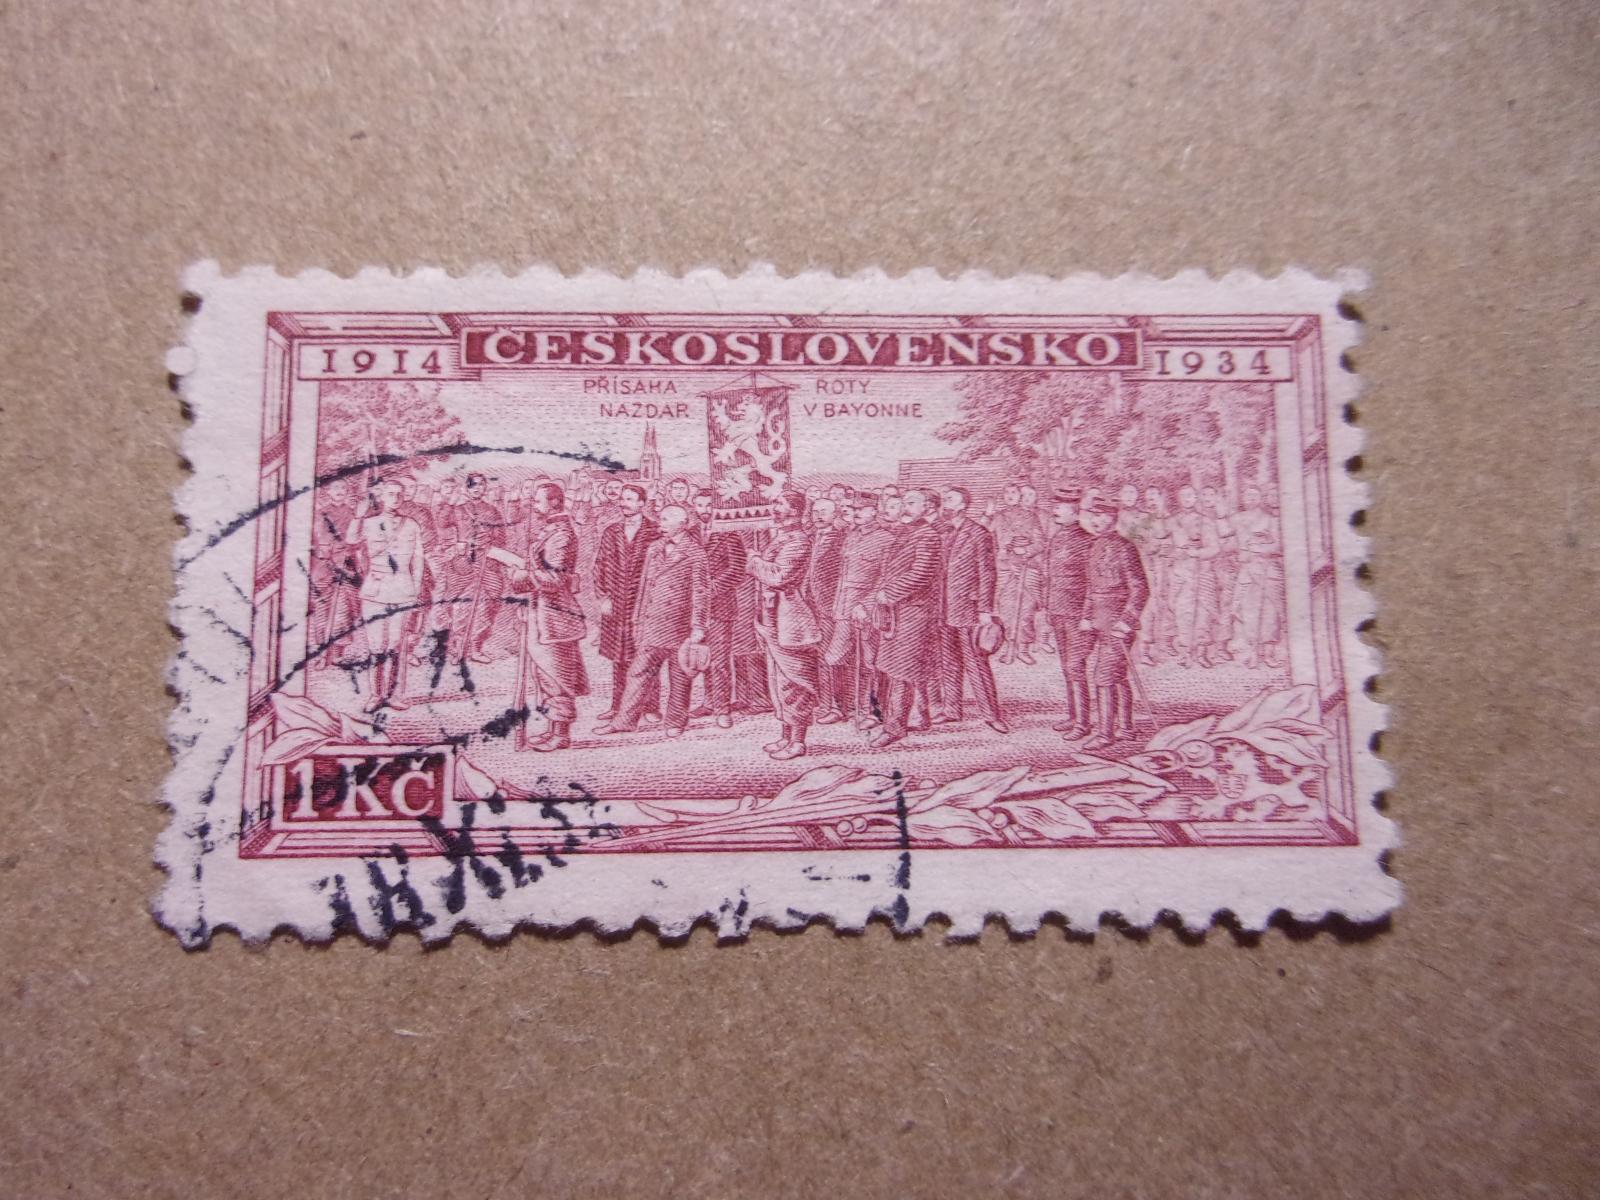 1914 ČESKOSLOVENSKO 1934
PŘÍSAHA ROTY
NAZDAR V BAYONNE
1 KČ